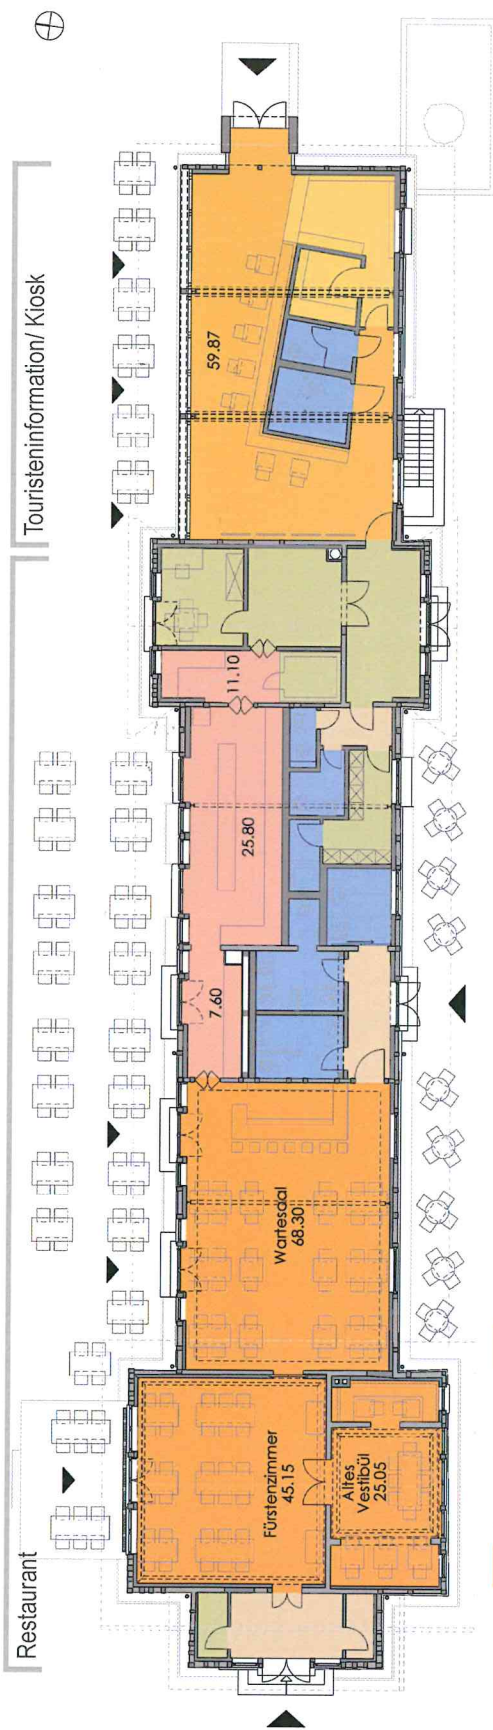 Restaurant
Touristeninformation/ Kiosk
Fürstenzimmer
45.15
Altes
Vestibül
25.05
Wartesaal
68.30
7.60
25.80
11.10
59.87